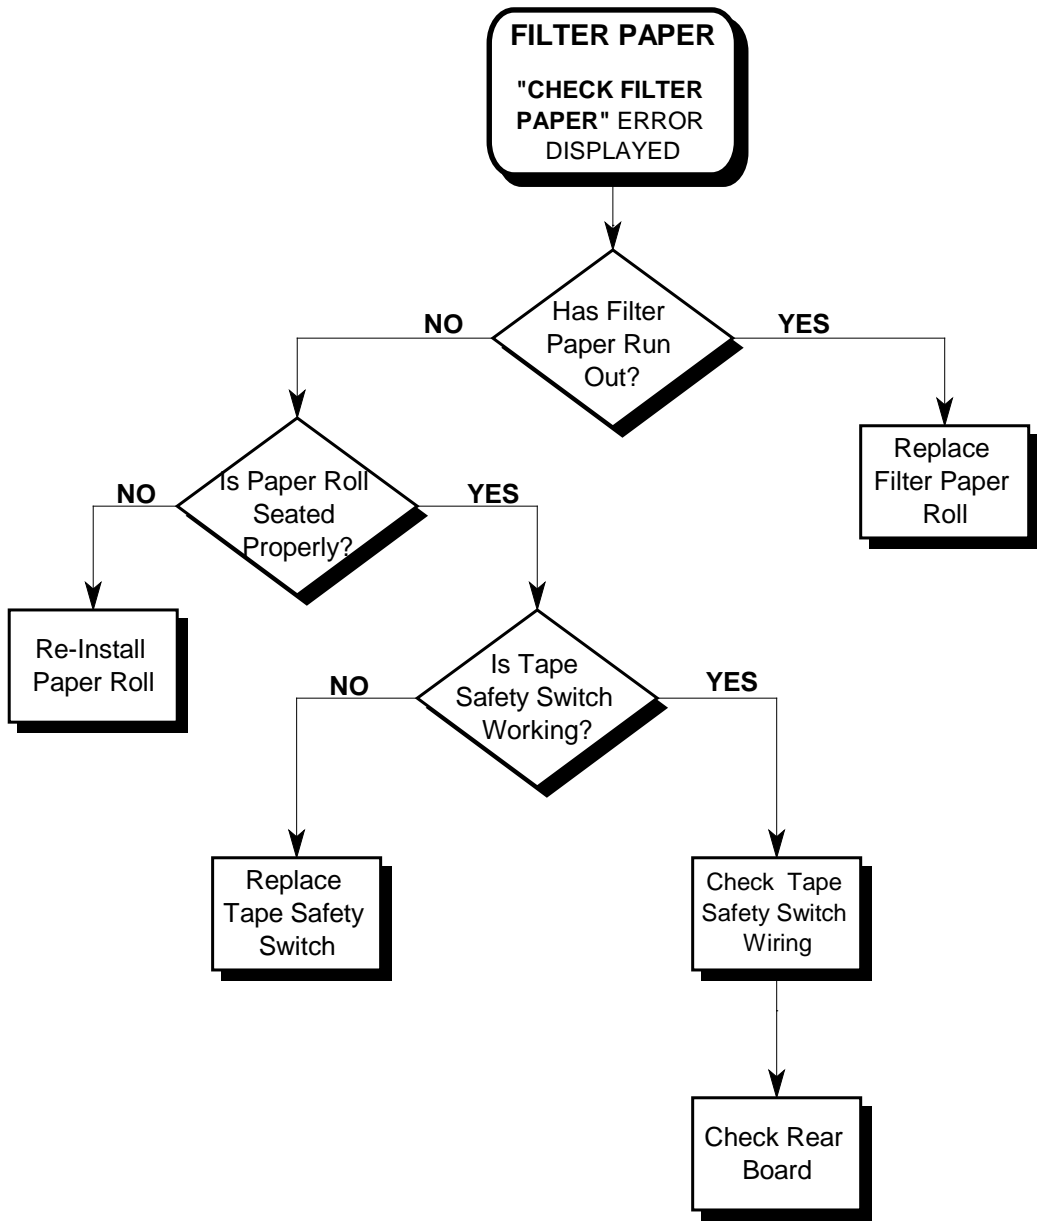 FILTER PAPER
"CHECK FILTER
PAPER" ERROR
DISPLAYED
Has Filter
Paper Run
Out?
NO
YES
Replace
Filter Paper
Roll
Is Paper Roll
Seated
Properly?
NO
YES
Re-Install
Paper Roll
Is Tape
Safety Switch
Working?
NO
YES
Replace
Tape Safety
Switch
Check Tape
Safety Switch
Wiring
Check Rear
Board